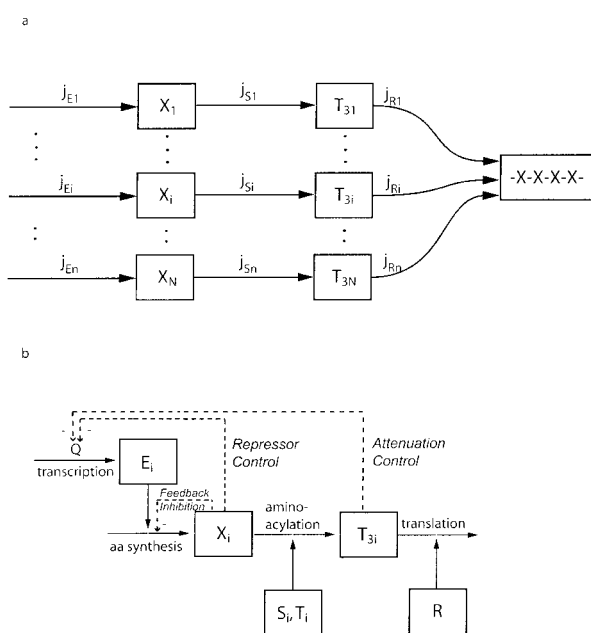 a
j_E1 X_1 j_S1 T_31 j_R1
-X-X-X-X-
j_Ei X_i j_Si T_3i j_Ri
j_En X_N j_Sn T_3N j_Rn
b
Q
Repressor Control
Attenuation Control
transcription E_i
Feedback Inhibition
amino-acylation
translation
aa synthesis X_i T_3i
S_i, T_i R